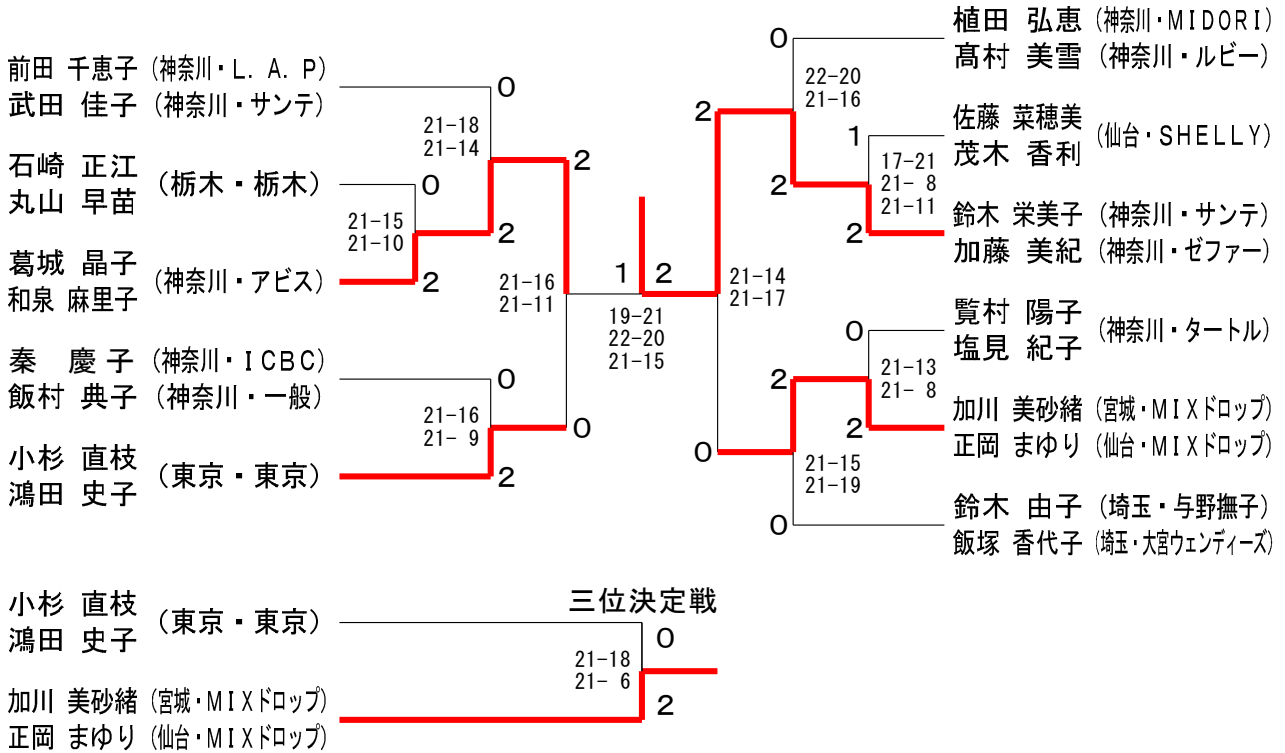 前田 千恵子 (神奈川・L. A. P)
武田 佳子 (神奈川・サンテ)
0
21-18
21-14
2
石崎 正江
丸山 早苗
(栃木・栃木)
0
21-15
21-10
2
葛城 晶子
和泉 麻里子
(神奈川・アビス)
2
21-16
21-11
秦 慶子 (神奈川・ICBC)
飯村 典子 (神奈川・一般)
0
21-16
21- 9
0
小杉 直枝
鴻田 史子
(東京・東京)
2
1
2
19-21
22-20
21-15
植田 弘恵 (神奈川・MIDORI)
髙村 美雪 (神奈川・ルビー)
0
22-20
21-16
2
佐藤 菜穂美
茂木 香利
(仙台・SHELLY)
1
17-21
21- 8
21-11
2
鈴木 栄美子 (神奈川・サンテ)
加藤 美紀 (神奈川・ゼファー)
2
21-14
21-17
覧村 陽子
塩見 紀子
(神奈川・タートル)
0
21-13
21- 8
2
加川 美砂緒 (宮城・MIXドロップ)
正岡 まゆり (仙台・MIXドロップ)
2
0
21-15
21-19
鈴木 由子 (埼玉・与野撫子)
飯塚 香代子 (埼玉・大宮ウェンディーズ)
0
三位決定戦
小杉 直枝
鴻田 史子
(東京・東京)
0
21-18
21- 6
加川 美砂緒 (宮城・MIXドロップ)
正岡 まゆり (仙台・MIXドロップ)
2